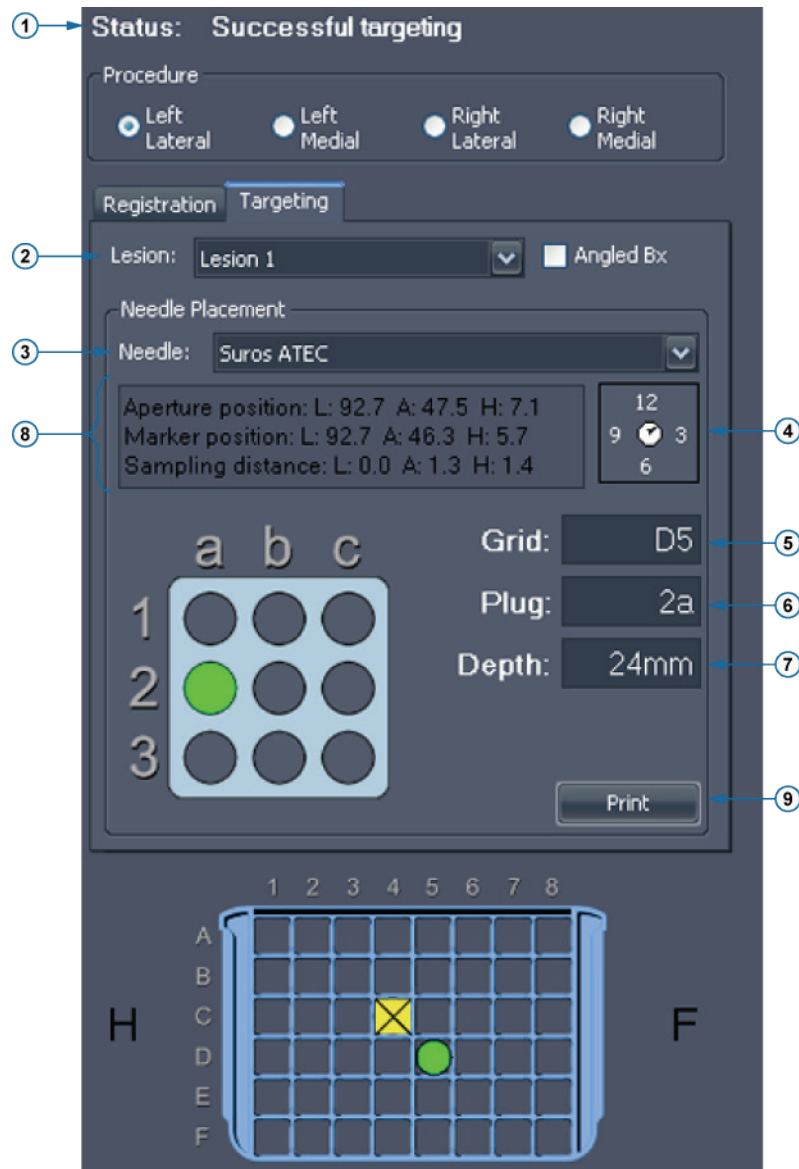 1 Status: Successful targeting
Procedure
Left Lateral Left Medial Right Lateral Right Medial
Registration Targeting
2 Lesion: Lesion 1 Angled Bx
Needle Placement
3 Needle: Suros ATEC
8 Aperture position: L: 92.7 A: 47.5 H: 7.1
Marker position: L: 92.7 A: 46.3 H: 5.7
Sampling distance: L: 0.0 A: 1.3 H: 1.4
12
9 3 4
6
a b c
1
2
3
Grid: D5 5
Plug: 2a 6
Depth: 24mm 7
Print 9
1 2 3 4 5 6 7 8
A
B
C
D
E
F
H F